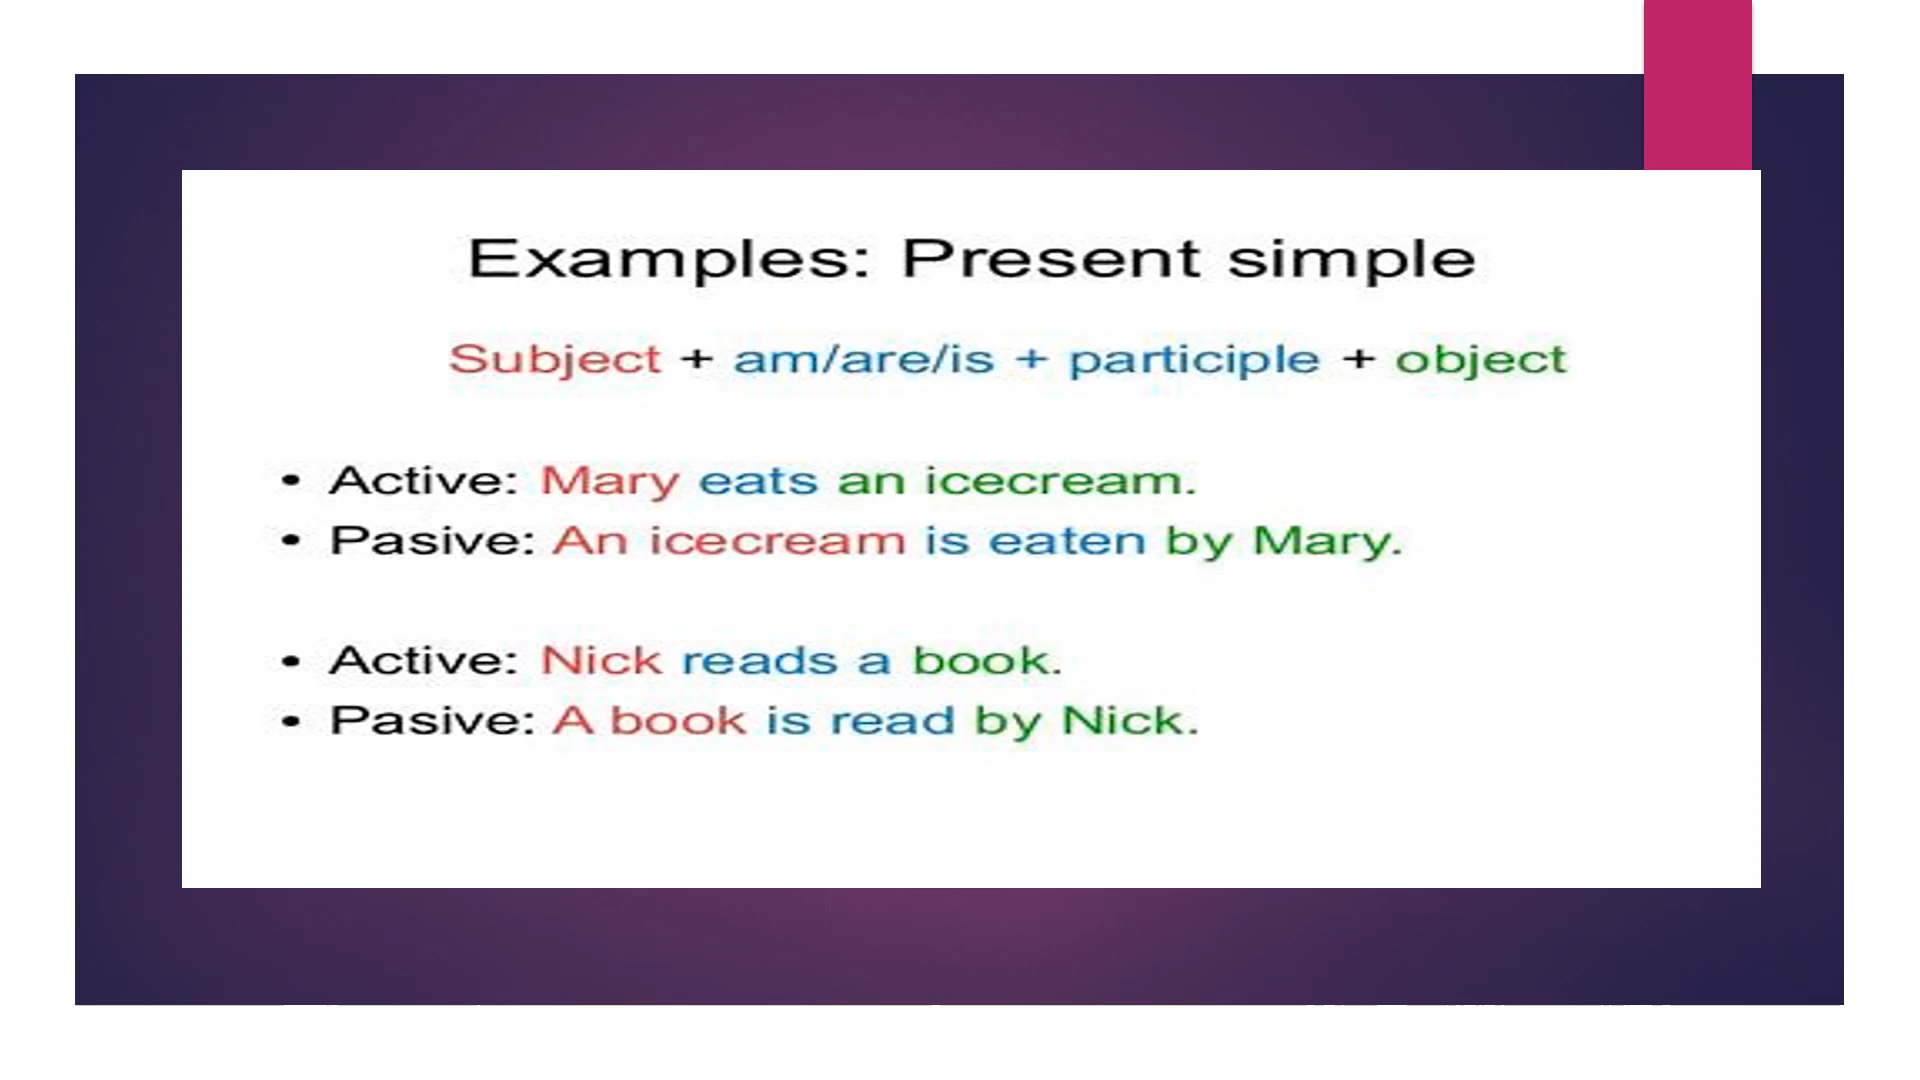 Examples: Present simple
Subject + am/are/is + participle + object
• Active: Mary eats an icecream.
• Pasive: An icecream is eaten by Mary.
• Active: Nick reads a book.
• Pasive: A book is read by Nick.